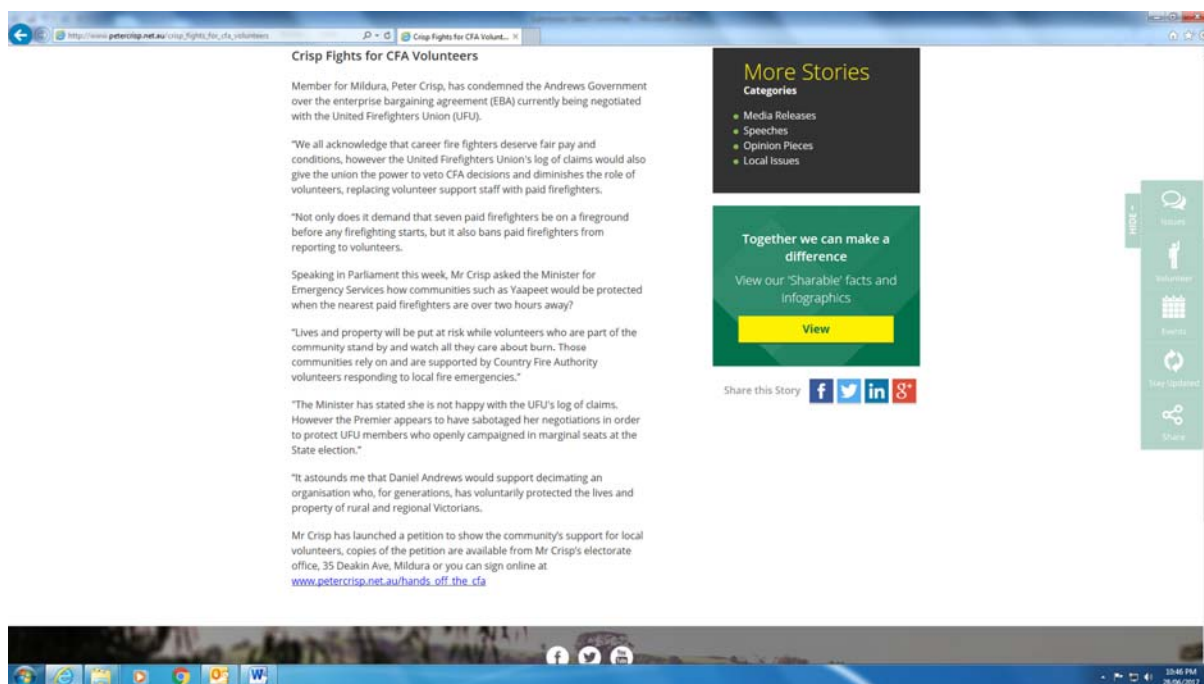 http://www.petercrisp.net.au/crisp_fights_for_cfa_volunteers
Crisp Fights for CFA Volunt...
Crisp Fights for CFA Volunteers
Member for Mildura, Peter Crisp, has condemned the Andrews Government
over the enterprise bargaining agreement (EBA) currently being negotiated
with the United Firefighters Union (UFU).
"We all acknowledge that career fire fighters deserve fair pay and
conditions, however the United Firefighters Union's log of claims would also
give the union the power to veto CFA decisions and diminishes the role of
volunteers, replacing volunteer support staff with paid firefighters.
"Not only does it demand that seven paid firefighters be on a fireground
before any firefighting starts, but it also bans paid firefighters from
reporting to volunteers.
Speaking in Parliament this week, Mr Crisp asked the Minister for
Emergency Services how communities such as Yaapeet would be protected
when the nearest paid firefighters are over two hours away?
"Lives and property will be put at risk while volunteers who are part of the
community stand by and watch all they care about burn. Those
communities rely on and are supported by Country Fire Authority
volunteers responding to local fire emergencies."
"The Minister has stated she is not happy with the UFU's log of claims.
However the Premier appears to have sabotaged her negotiations in order
to protect UFU members who openly campaigned in marginal seats at the
State election."
"It astounds me that Daniel Andrews would support decimating an
organisation who, for generations, has voluntarily protected the lives and
property of rural and regional Victorians.
Mr Crisp has launched a petition to show the community's support for local
volunteers, copies of the petition are available from Mr Crisp's electorate
office, 35 Deakin Ave, Mildura or you can sign online at
www.petercrisp.net.au/hands_off_the_cfa
More Stories
Categories
Media Releases
Speeches
Opinion Pieces
Local Issues
Together we can make a
difference
View our 'Sharable' facts and
infographics
View
Share this Story
HIDE
Issues
Volunteer
Events
Stay Updated
Share
10:46 PM